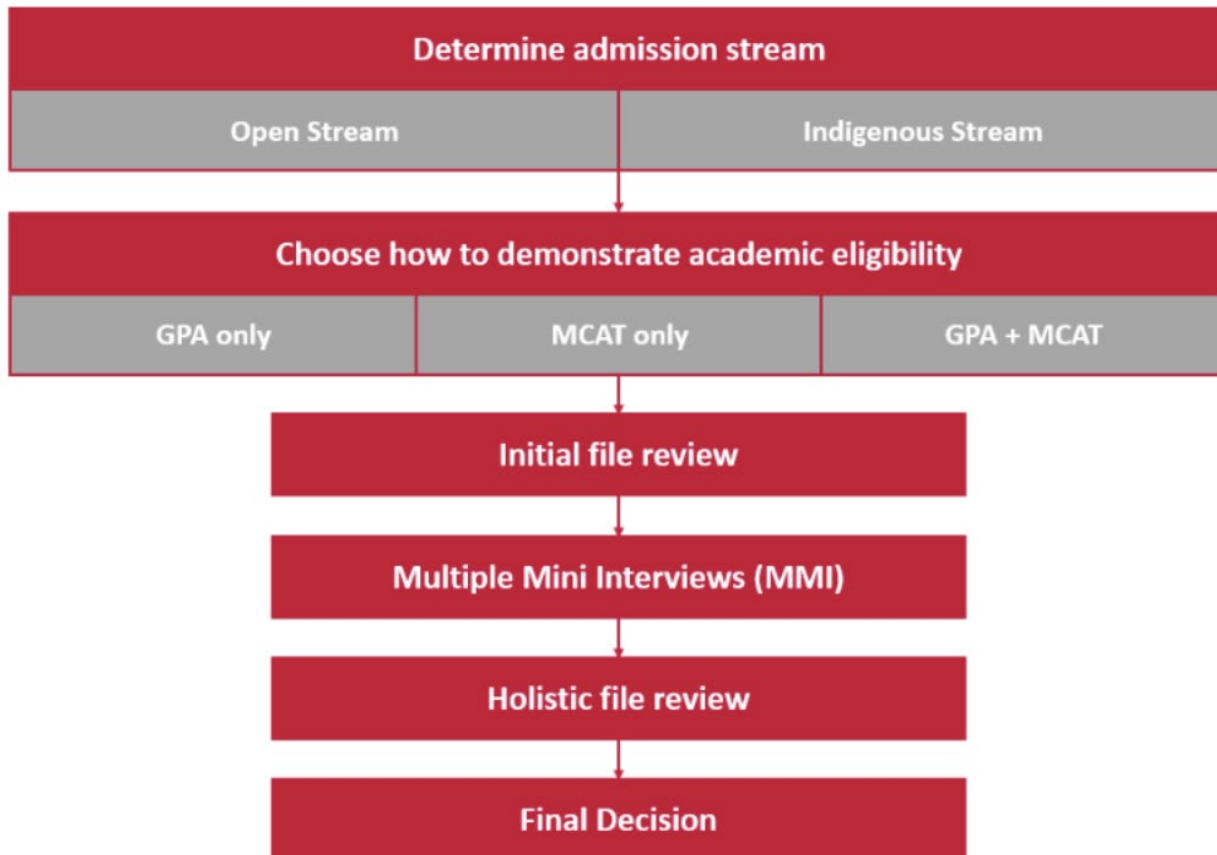 Determine admission stream
Open Stream
Indigenous Stream
Choose how to demonstrate academic eligibility
GPA only
MCAT only
GPA + MCAT
Initial file review
Multiple Mini Interviews (MMI)
Holistic file review
Final Decision